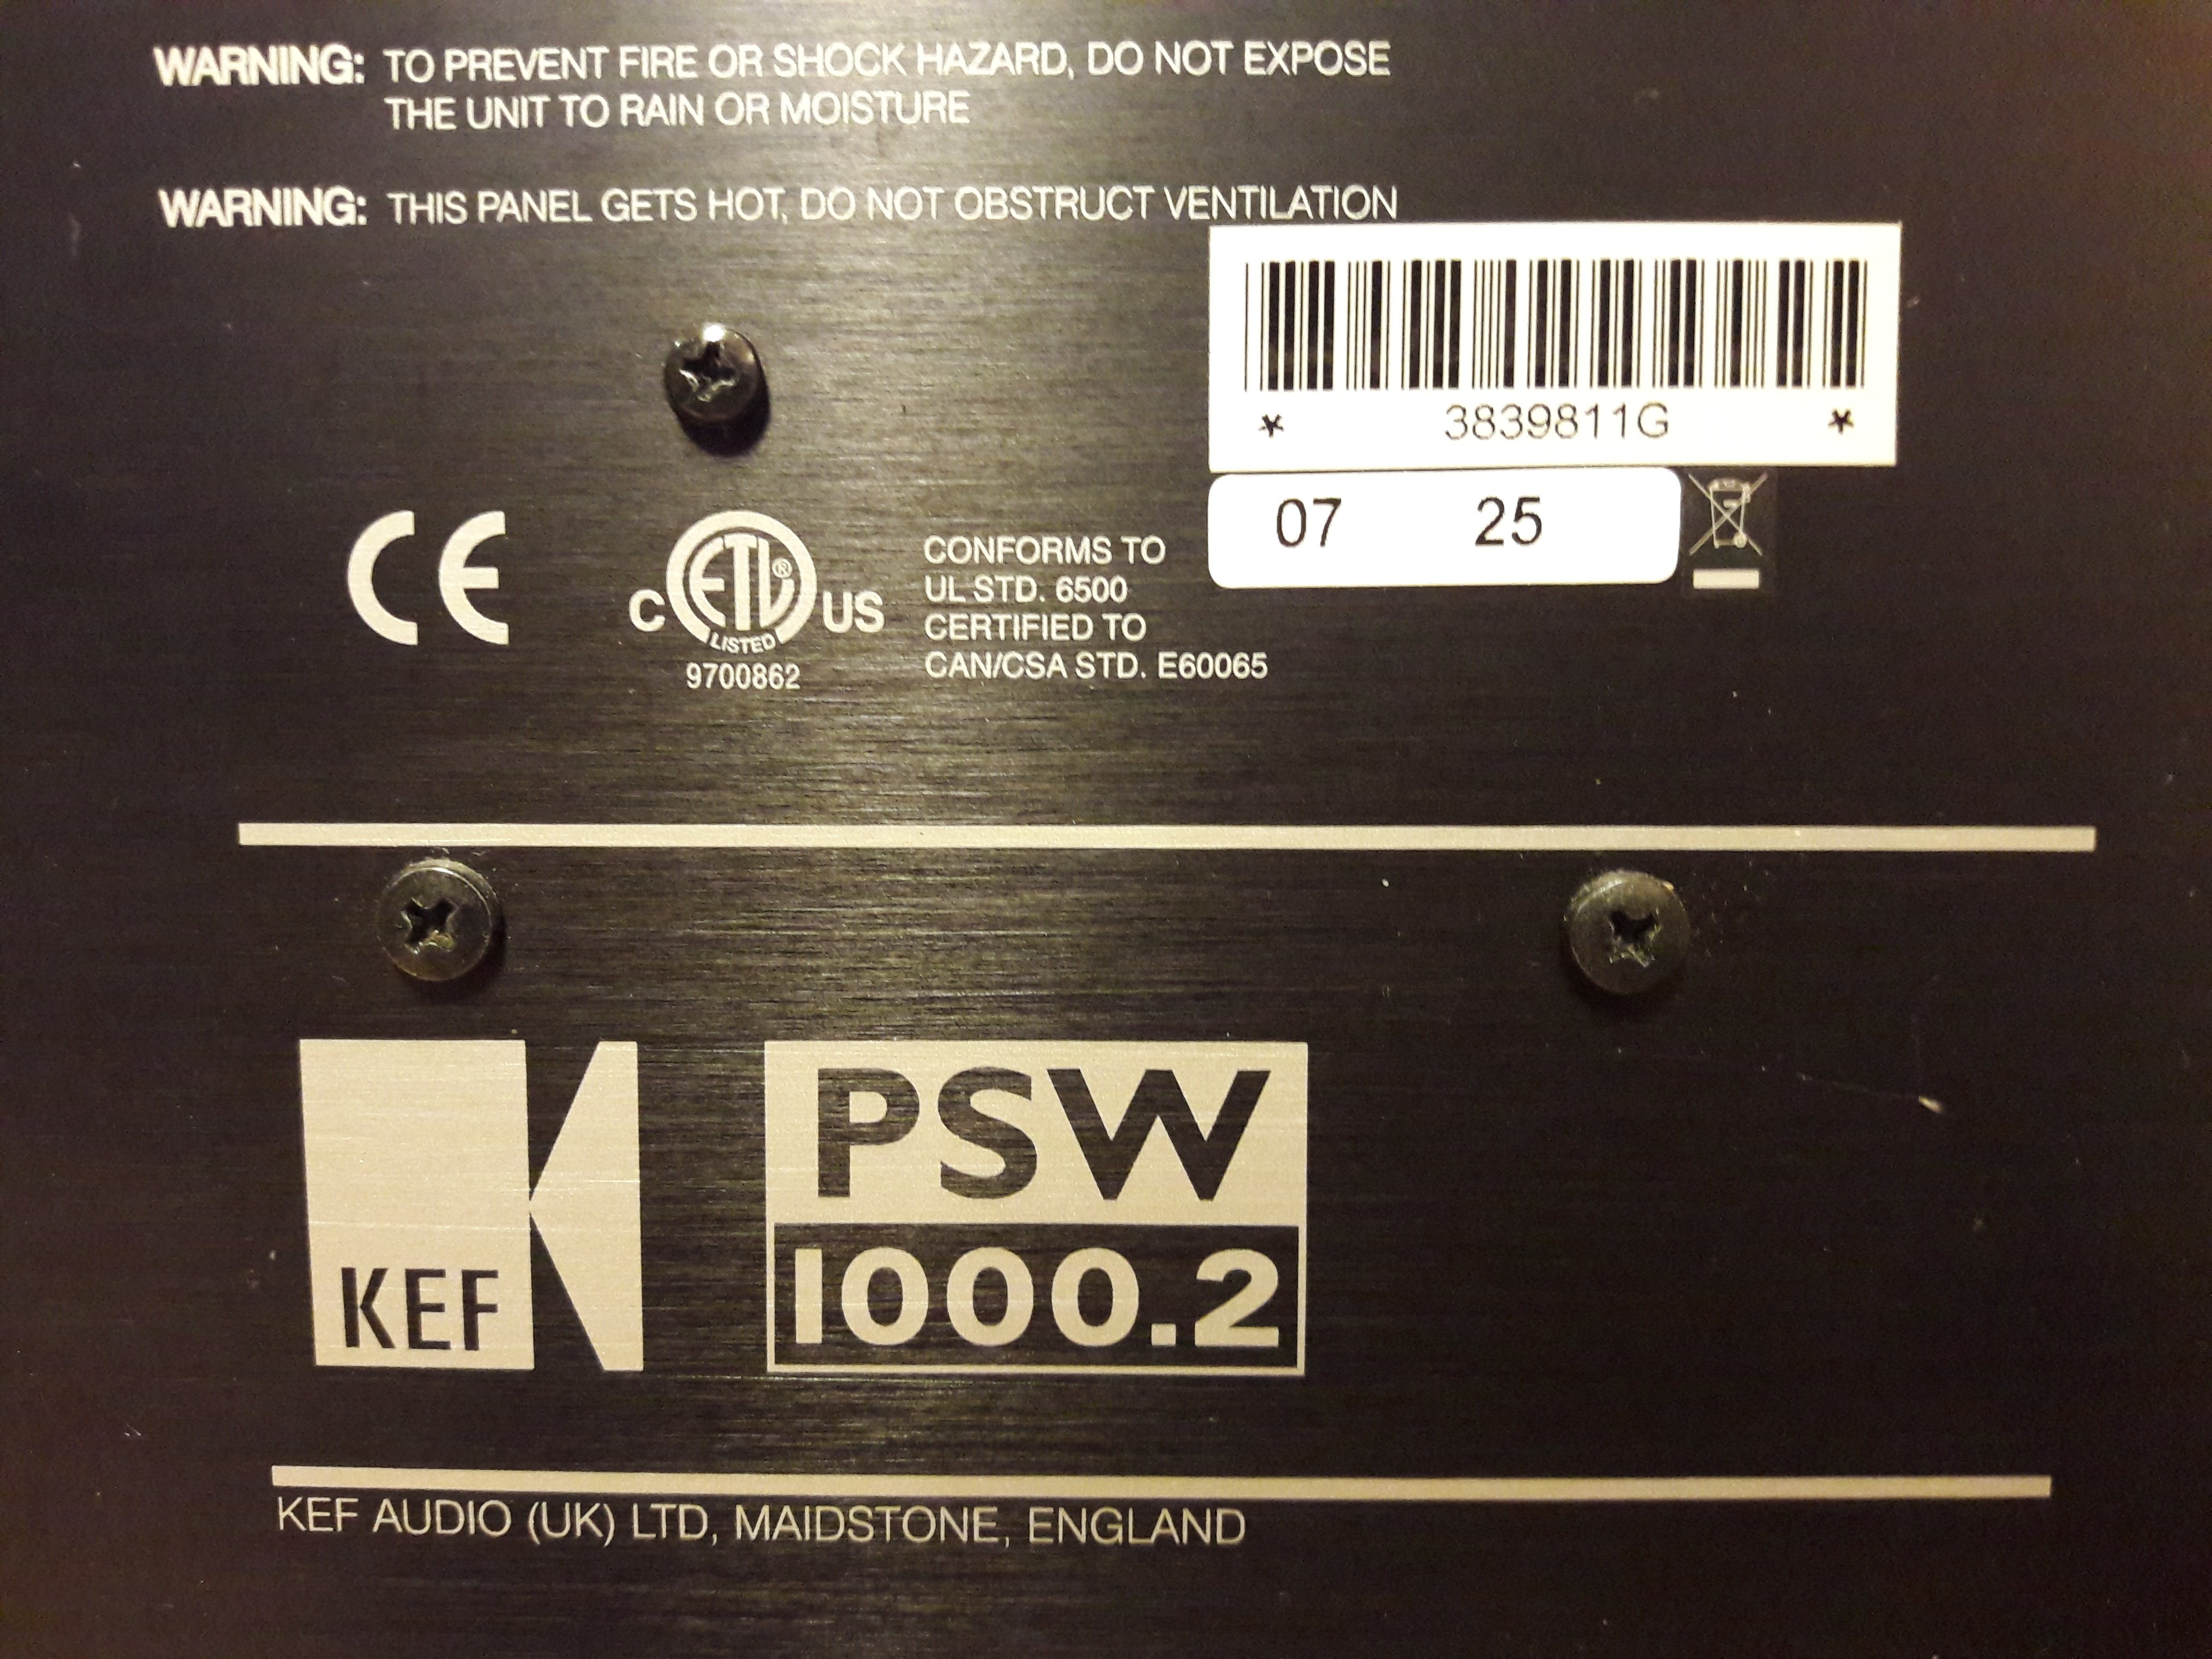 WARNING: TO PREVENT FIRE OR SHOCK HAZARD, DO NOT EXPOSE
THE UNIT TO RAIN OR MOISTURE
WARNING: THIS PANEL GETS HOT, DO NOT OBSTRUCT VENTILATION
* 3839811G *
07 25
CE
C ETL® US
LISTED
9700862
CONFORMS TO
UL STD. 6500
CERTIFIED TO
CAN/CSA STD. E60065
KEF
PSW
1000.2
KEF AUDIO (UK) LTD, MAIDSTONE, ENGLAND